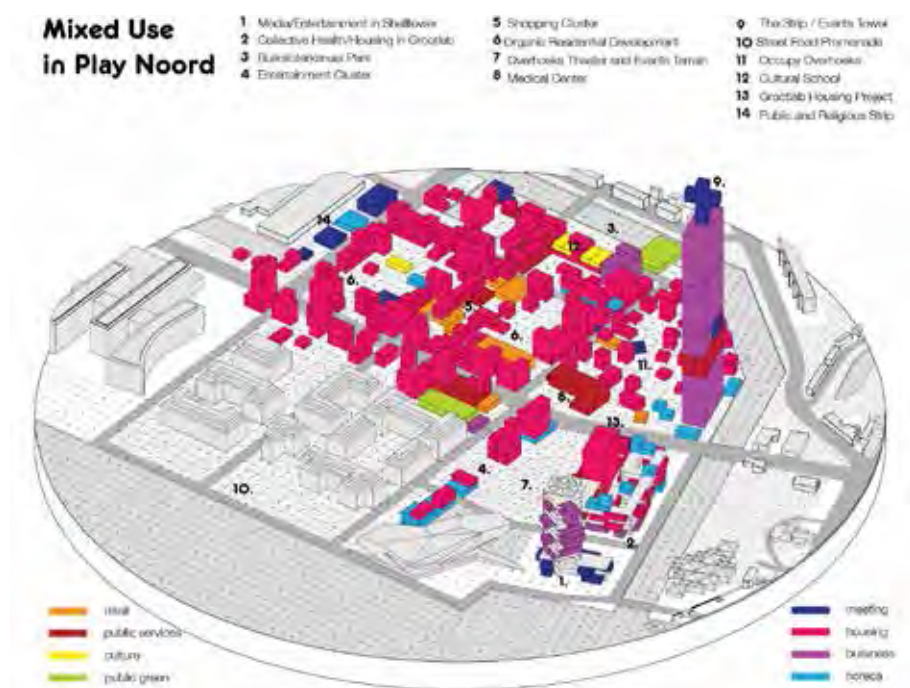 Mixed Use
in Play Noord
1 Media/Entertainment in Shelltower
2 Collective Health/Housing in Grootlab
3 Park
4 Entertainment Cluster
5 Shopping Cluster
6 Organic Residential Development
7 Overhoeks Theater and Events Terrain
8 Medical Center
9 The Strip / Events Tower
10 Street Food Promenade
11 Occupy Overhoeks
12 Cultural School
13 Grootlab Housing Project
14 Public and Religious Strip
9.
14
3.
12
6.
5.
6.
11.
8.
13.
4.
7.
10.
2.
1.
retail
public services
culture
public green
meeting
housing
business
horeca